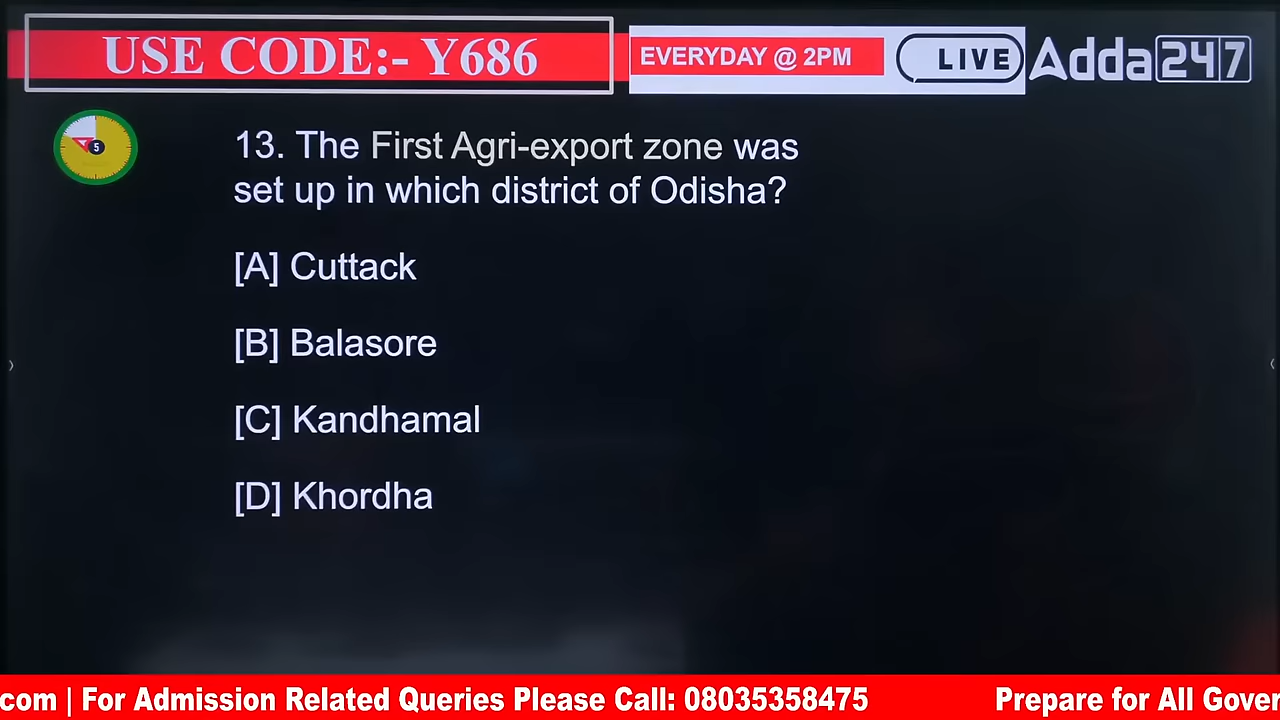 USE CODE:- Y686
EVERYDAY @ 2PM
LIVE
Adda247
5
13. The First Agri-export zone was
set up in which district of Odisha?
[A] Cuttack
[B] Balasore
[C] Kandhamal
[D] Khordha
.com | For Admission Related Queries Please Call: 08035358475
Prepare for All Gover